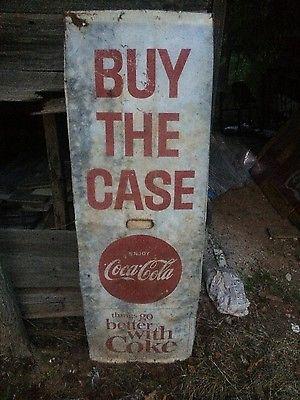 BUY
THE
CASE
ENJOY
Coca-Cola
things go
better
with
Coke